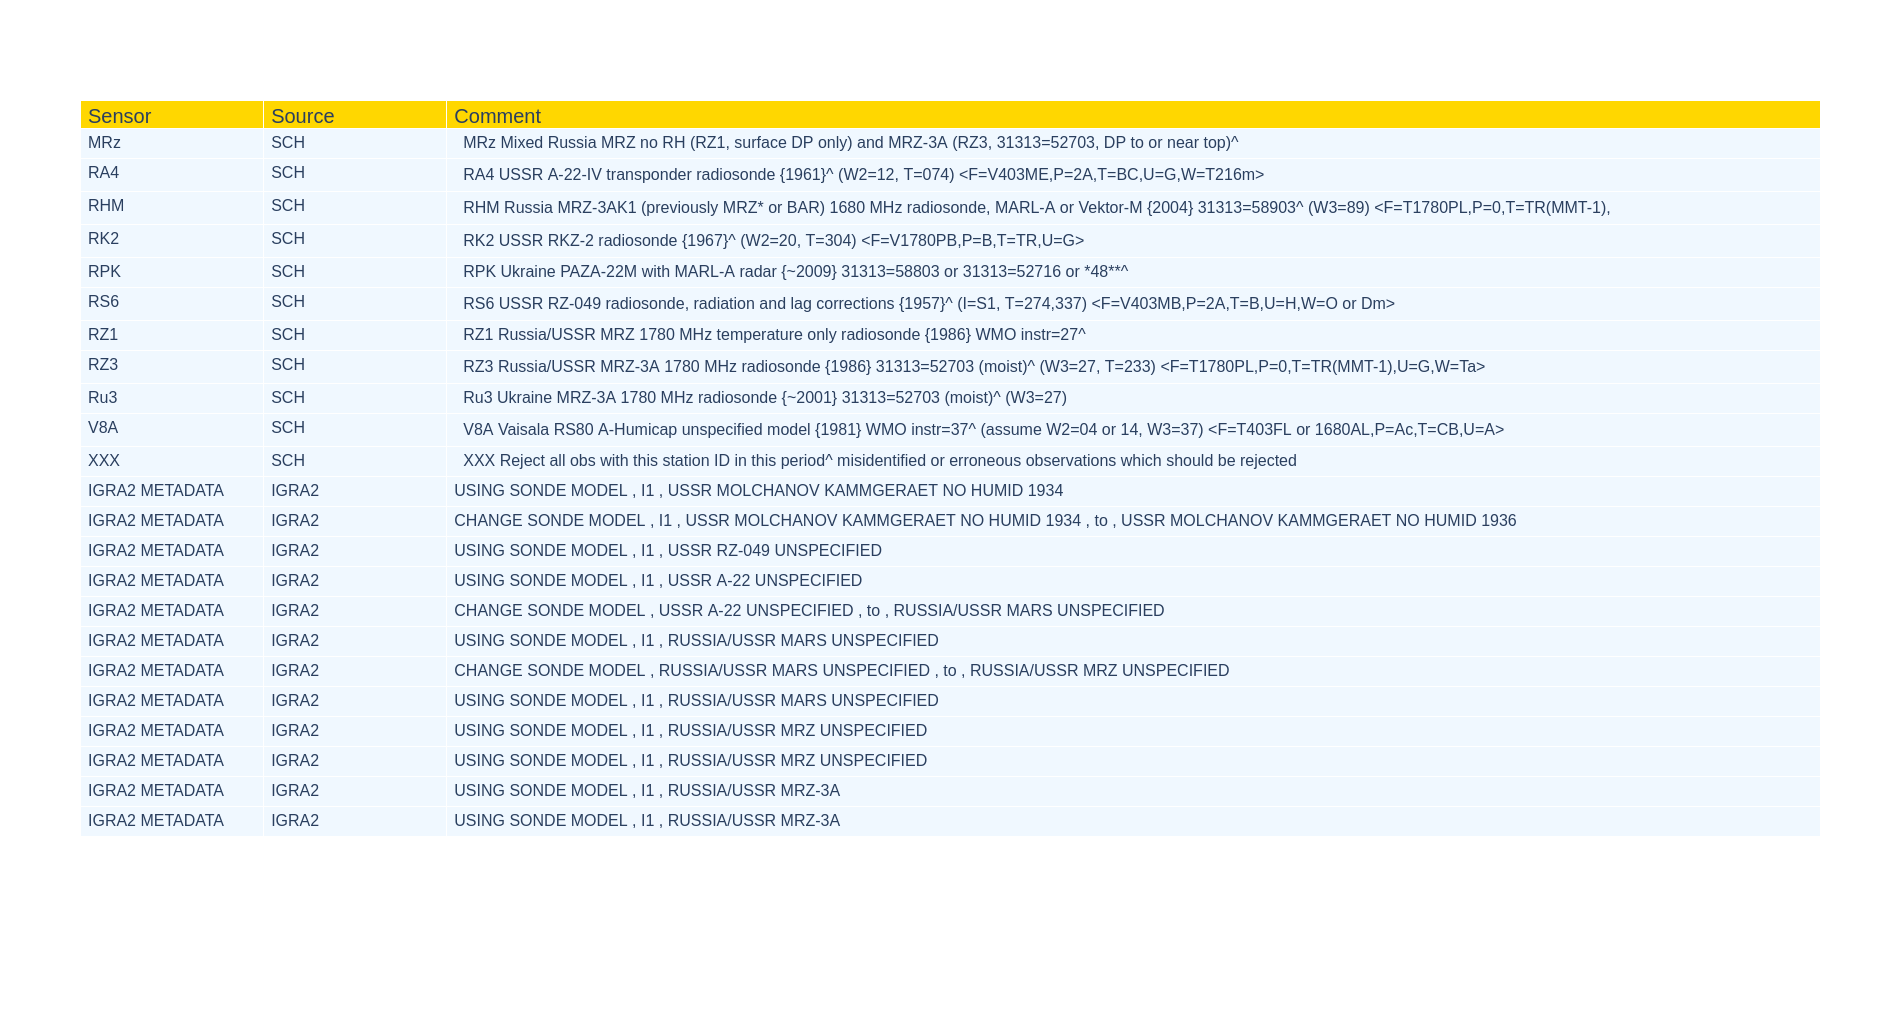 Sensor Source Comment
MRz SCH MRz Mixed Russia MRZ no RH (RZ1, surface DP only) and MRZ-3A (RZ3, 31313=52703, DP to or near top)^
RA4 SCH RA4 USSR A-22-IV transponder radiosonde {1961}^ (W2=12, T=074) <F=V403ME,P=2A,T=BC,U=G,W=T216m>
RHM SCH RHM Russia MRZ-3AK1 (previously MRZ* or BAR) 1680 MHz radiosonde, MARL-A or Vektor-M {2004} 31313=58903^ (W3=89) <F=T1780PL,P=0,T=TR(MMT-1),
RK2 SCH RK2 USSR RKZ-2 radiosonde {1967}^ (W2=20, T=304) <F=V1780PB,P=B,T=TR,U=G>
RPK SCH RPK Ukraine PAZA-22M with MARL-A radar {~2009} 31313=58803 or 31313=52716 or *48**^
RS6 SCH RS6 USSR RZ-049 radiosonde, radiation and lag corrections {1957}^ (I=S1, T=274,337) <F=V403MB,P=2A,T=B,U=H,W=O or Dm>
RZ1 SCH RZ1 Russia/USSR MRZ 1780 MHz temperature only radiosonde {1986} WMO instr=27^
RZ3 SCH RZ3 Russia/USSR MRZ-3A 1780 MHz radiosonde {1986} 31313=52703 (moist)^ (W3=27, T=233) <F=T1780PL,P=0,T=TR(MMT-1),U=G,W=Ta>
Ru3 SCH Ru3 Ukraine MRZ-3A 1780 MHz radiosonde {~2001} 31313=52703 (moist)^ (W3=27)
V8A SCH V8A Vaisala RS80 A-Humicap unspecified model {1981} WMO instr=37^ (assume W2=04 or 14, W3=37) <F=T403FL or 1680AL,P=Ac,T=CB,U=A>
XXX SCH XXX Reject all obs with this station ID in this period^ misidentified or erroneous observations which should be rejected
IGRA2 METADATA IGRA2 USING SONDE MODEL , I1 , USSR MOLCHANOV KAMMGERAET NO HUMID 1934
IGRA2 METADATA IGRA2 CHANGE SONDE MODEL , I1 , USSR MOLCHANOV KAMMGERAET NO HUMID 1934 , to , USSR MOLCHANOV KAMMGERAET NO HUMID 1936
IGRA2 METADATA IGRA2 USING SONDE MODEL , I1 , USSR RZ-049 UNSPECIFIED
IGRA2 METADATA IGRA2 USING SONDE MODEL , I1 , USSR A-22 UNSPECIFIED
IGRA2 METADATA IGRA2 CHANGE SONDE MODEL , USSR A-22 UNSPECIFIED , to , RUSSIA/USSR MARS UNSPECIFIED
IGRA2 METADATA IGRA2 USING SONDE MODEL , I1 , RUSSIA/USSR MARS UNSPECIFIED
IGRA2 METADATA IGRA2 CHANGE SONDE MODEL , RUSSIA/USSR MARS UNSPECIFIED , to , RUSSIA/USSR MRZ UNSPECIFIED
IGRA2 METADATA IGRA2 USING SONDE MODEL , I1 , RUSSIA/USSR MARS UNSPECIFIED
IGRA2 METADATA IGRA2 USING SONDE MODEL , I1 , RUSSIA/USSR MRZ UNSPECIFIED
IGRA2 METADATA IGRA2 USING SONDE MODEL , I1 , RUSSIA/USSR MRZ UNSPECIFIED
IGRA2 METADATA IGRA2 USING SONDE MODEL , I1 , RUSSIA/USSR MRZ-3A
IGRA2 METADATA IGRA2 USING SONDE MODEL , I1 , RUSSIA/USSR MRZ-3A